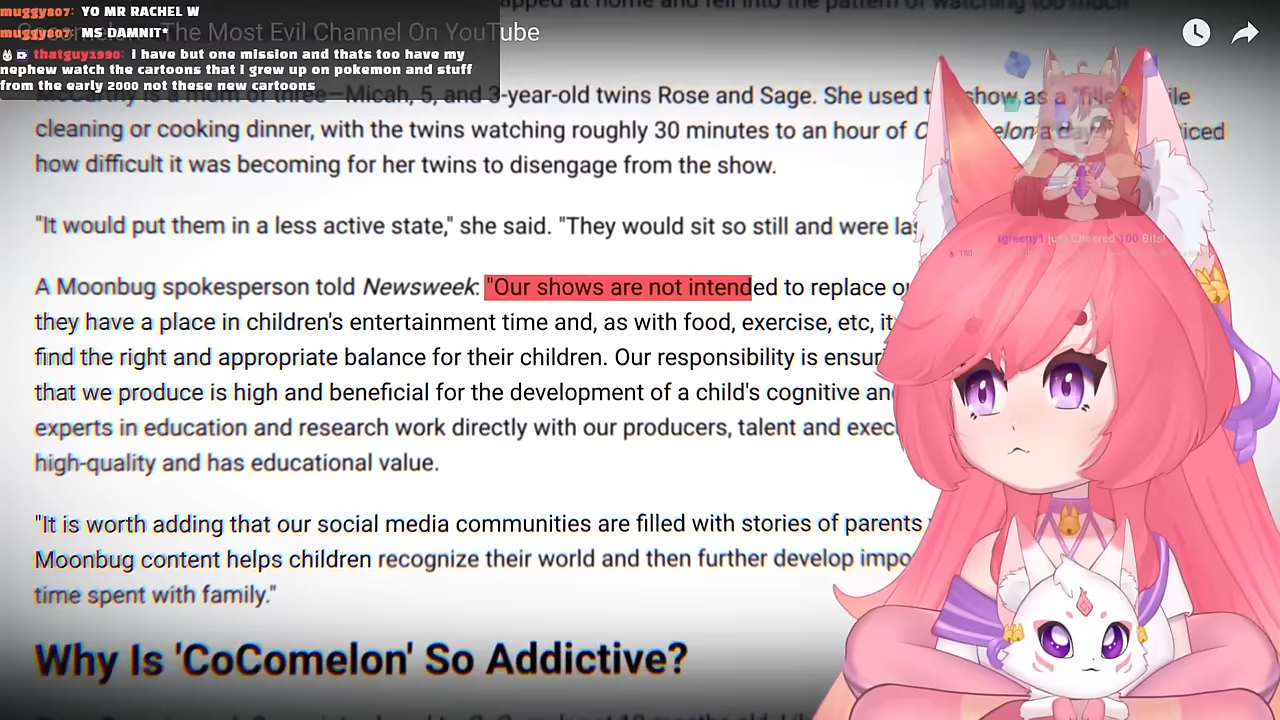 muggy807: YO MR RACHEL W
muggy807: MS DAMNIT*
The Most Evil Channel On YouTube
thatguy1990: i have but one mission and thats too have my
nephew watch the cartoons that i grew up on pokemon and stuff
from the early 2000 not these new cartoons
is a mom of three—Micah, 5, and 3-year-old twins Rose and Sage. She used show as a
cleaning or cooking dinner, with the twins watching roughly 30 minutes to an hour of
how difficult it was becoming for her twins to disengage from the show.
"It would put them in a less active state," she said. "They would sit so still and were
A Moonbug spokesperson told Newsweek: "Our shows are not intended to replace
they have a place in children's entertainment time and, as with food, exercise, etc, it
find the right and appropriate balance for their children. Our responsibility is
that we produce is high and beneficial for the development of a child's cognitive
experts in education and research work directly with our producers, talent and
high-quality and has educational value.
"It is worth adding that our social media communities are filled with stories of parents
Moonbug content helps children recognize their world and then further develop
time spent with family."
Why Is 'CoComelon' So Addictive?
just Cheered 100 Bits!
100